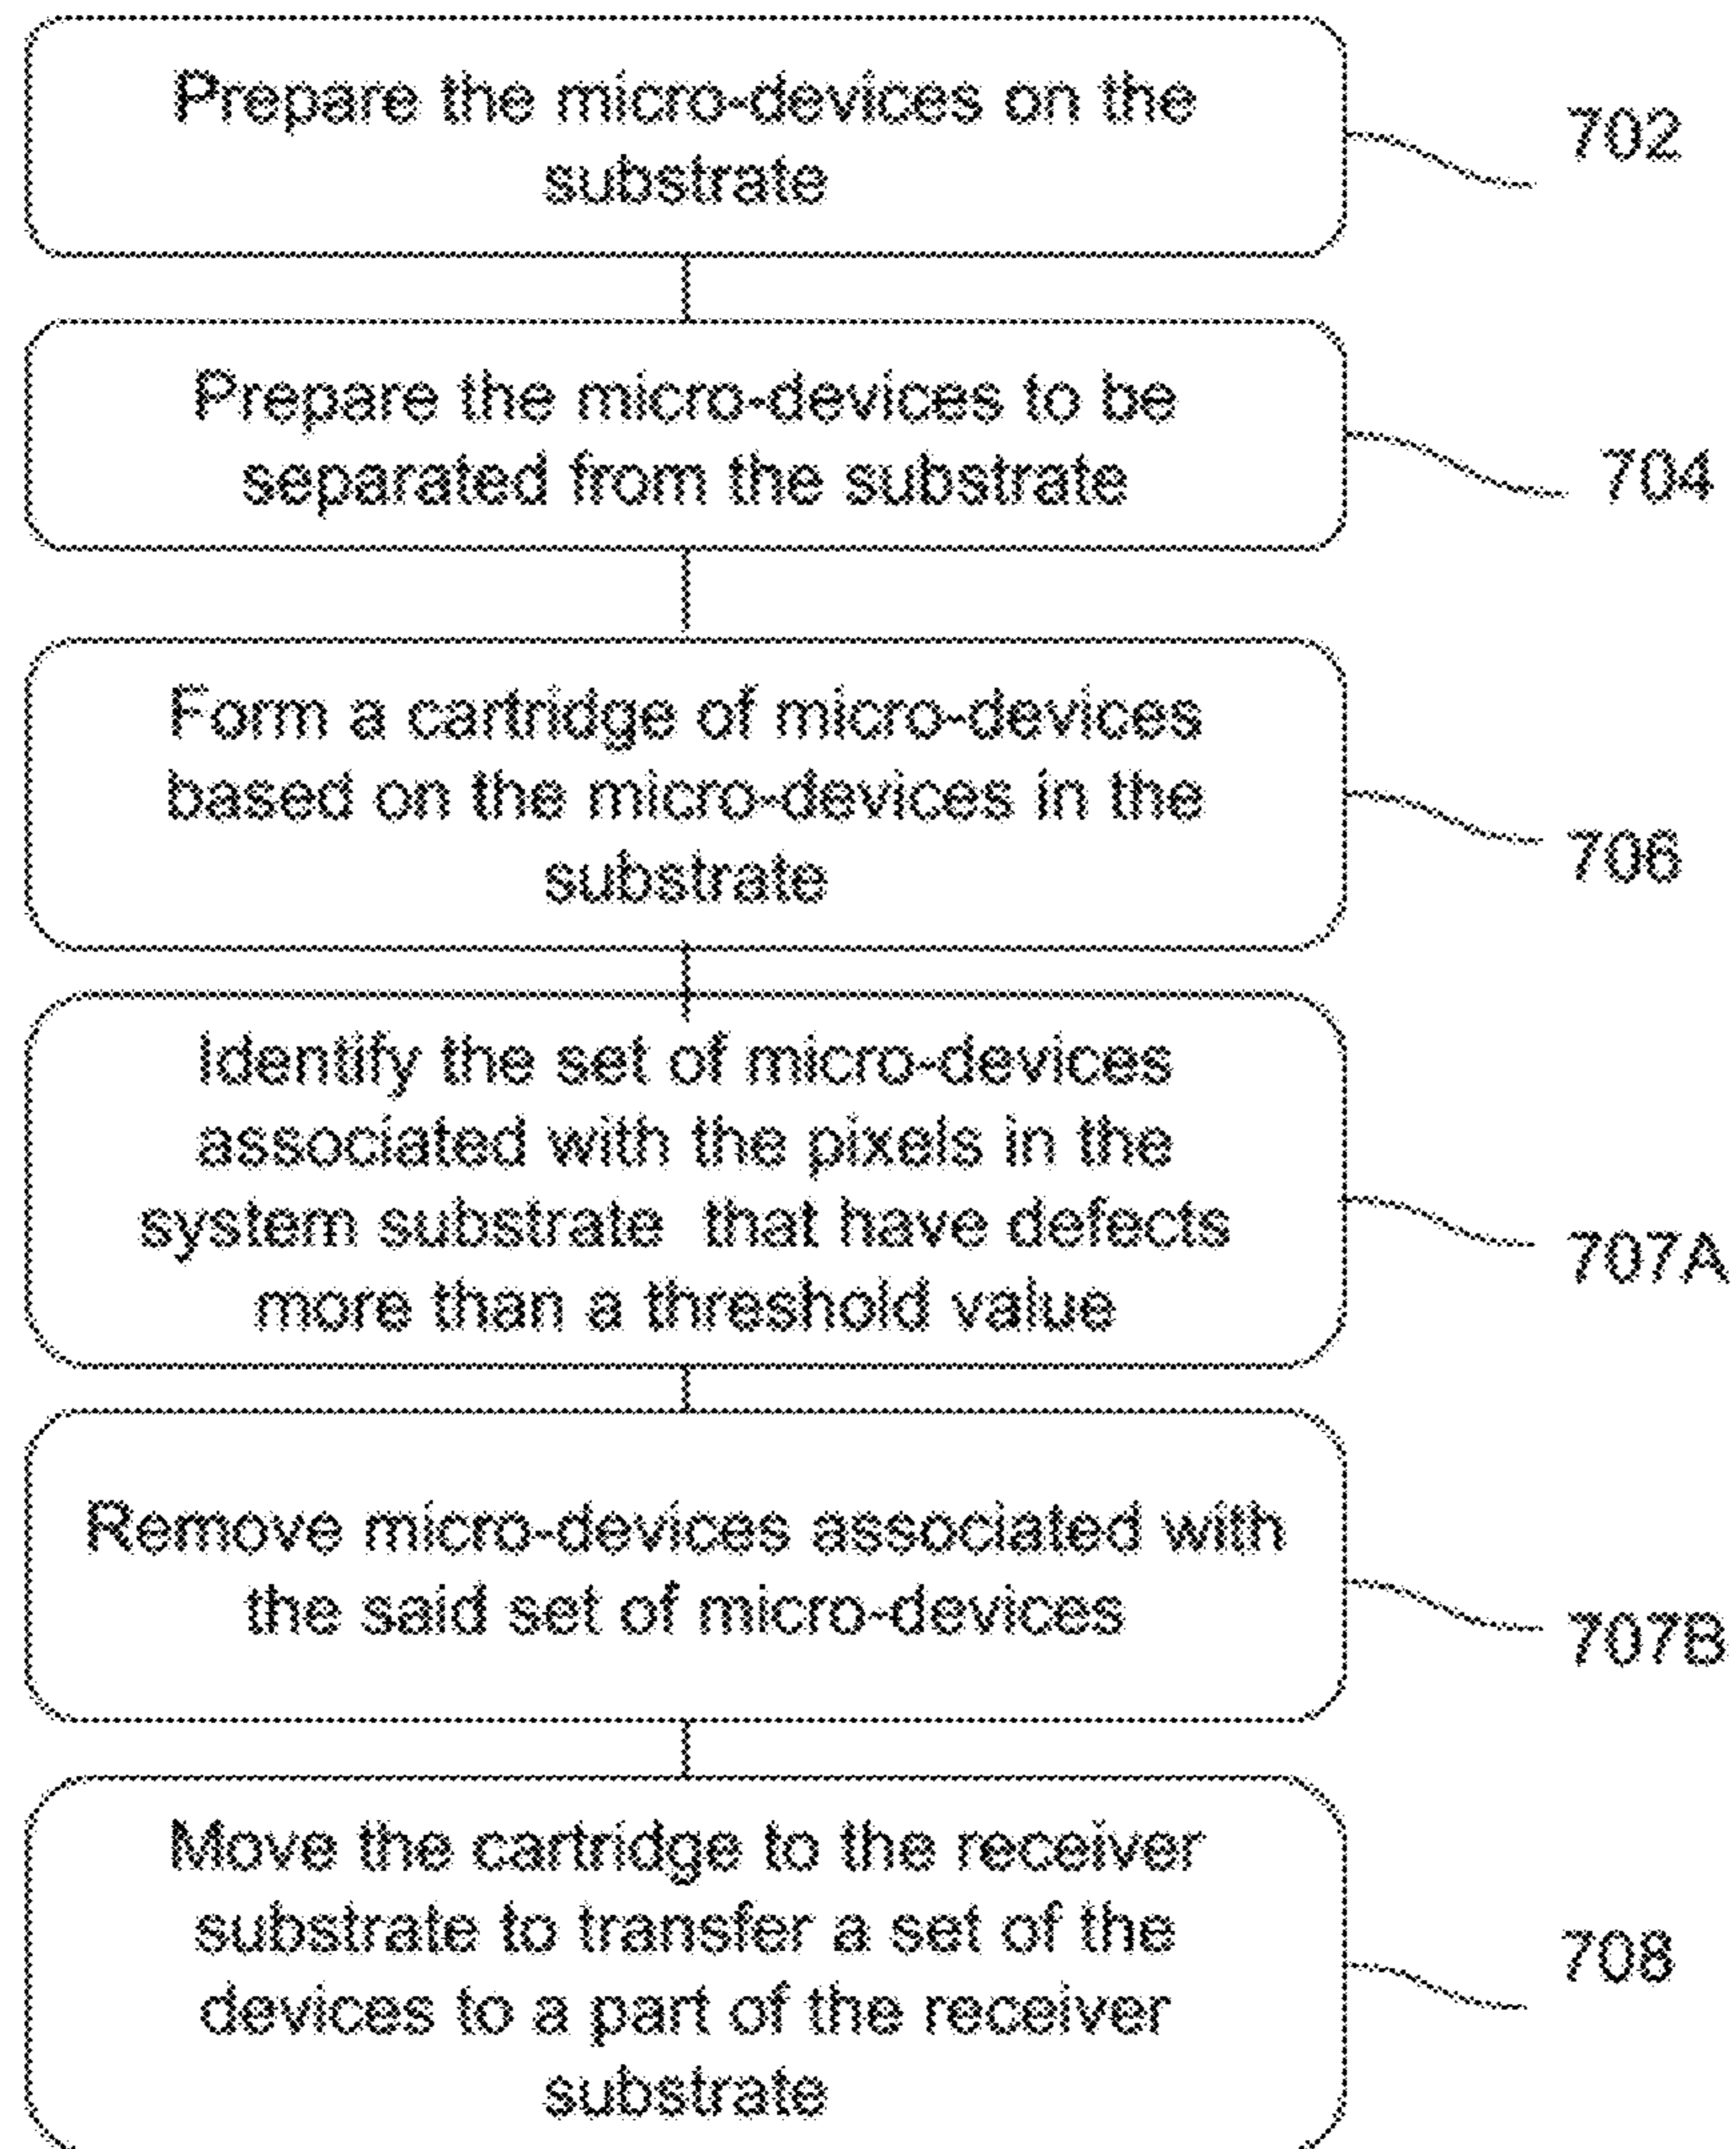 Prepare the micro-devices on the
substrate
702
Prepare the micro-devices to be
separated from the substrate
704
Form a cartridge of micro-devices
based on the micro-devices in the
substrate
706
Identify the set of micro-devices
associated with the pixels in the
system substrate that have defects
more than a threshold value
707A
Remove micro-devices associated with
the said set of micro-devices
707B
Move the cartridge to the receiver
substrate to transfer a set of the
devices to a part of the receiver
substrate
708